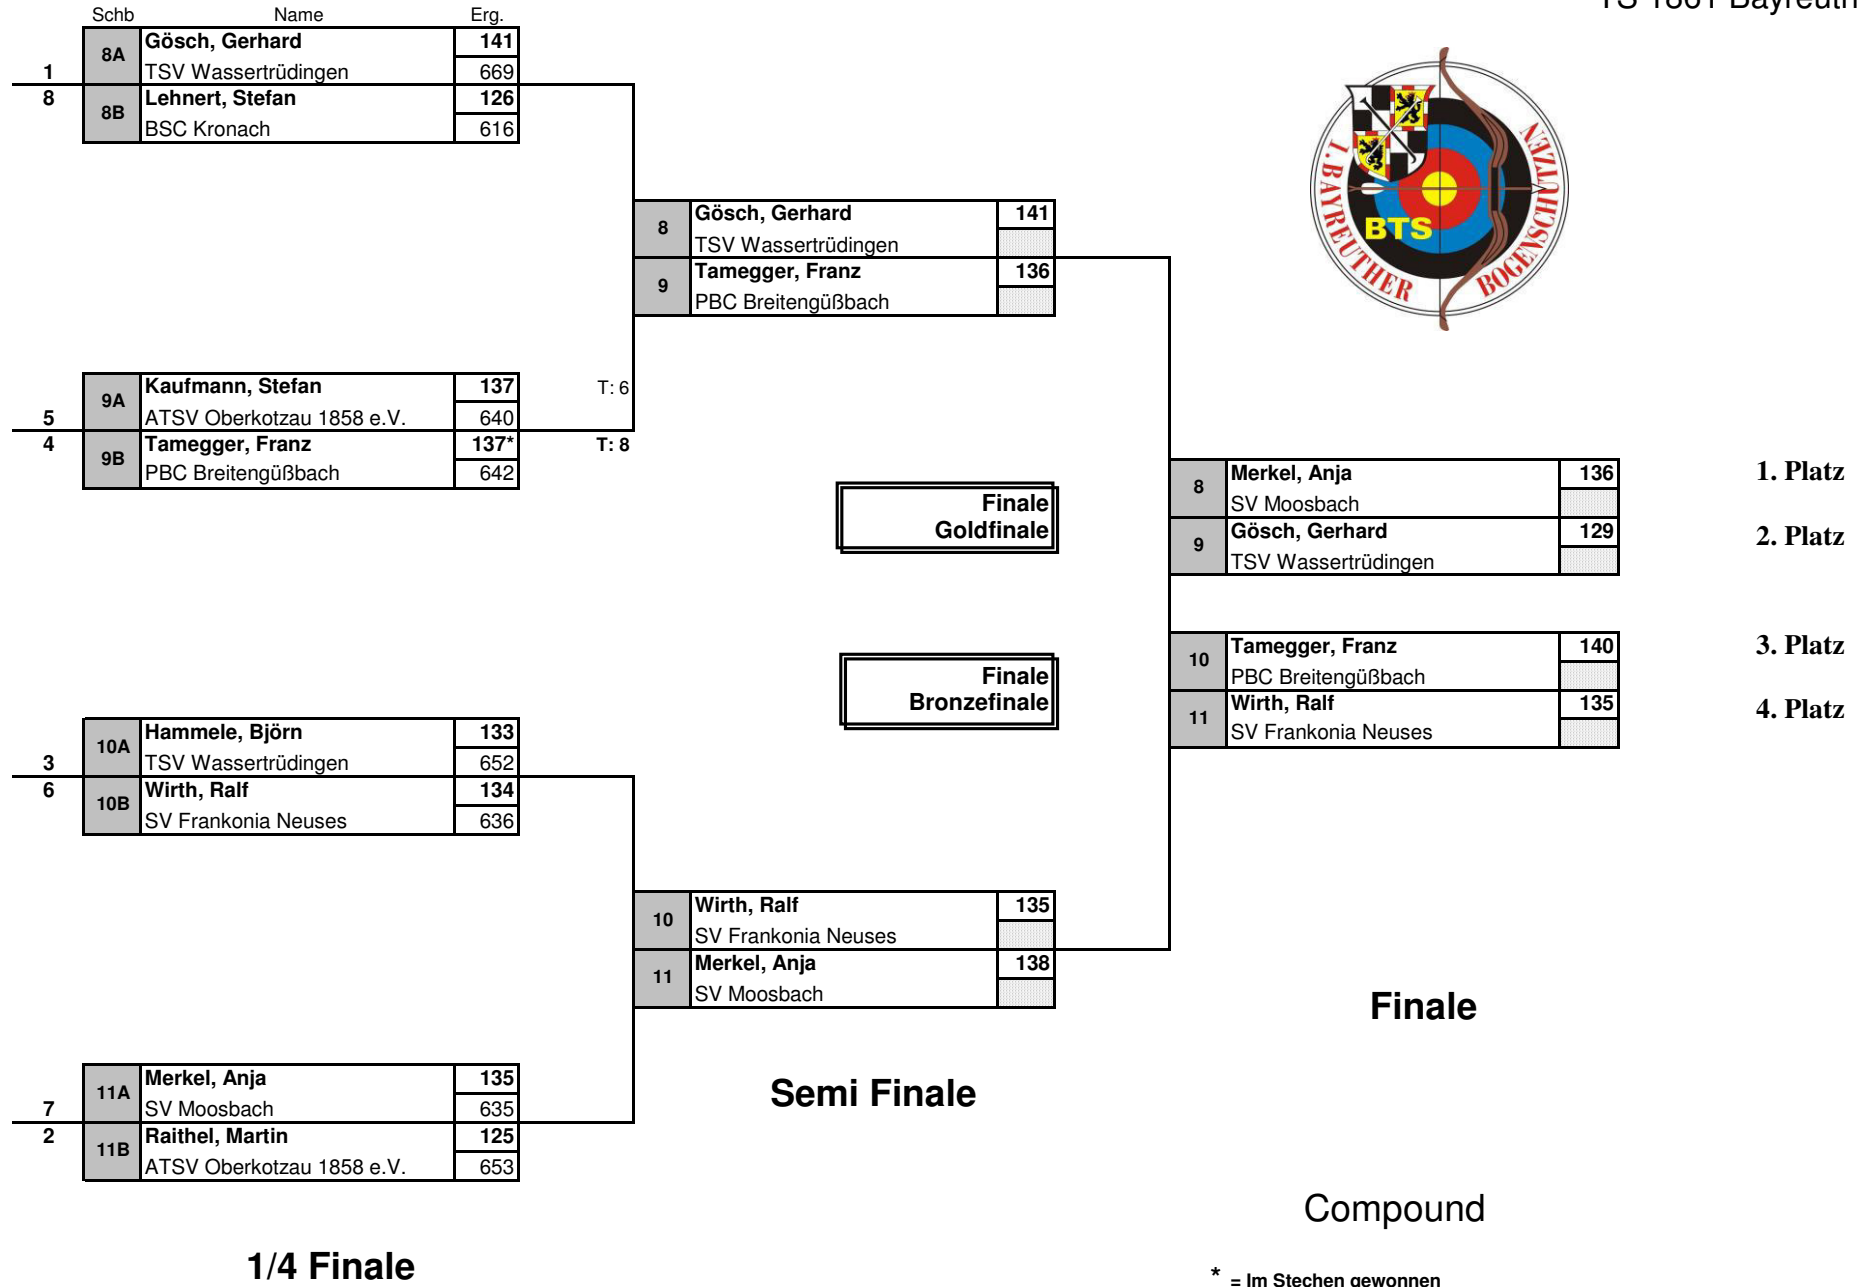 TS 1861 Bayreuth
Schb Name Erg.
8A Gösch, Gerhard 141
1 TSV Wassertrüdingen 669
8 8B Lehnert, Stefan 126
BSC Kronach 616
8 Gösch, Gerhard 141
TSV Wassertrüdingen
9 Tamegger, Franz 136
PBC Breitengüßbach
1. BAYREUTHER BOGENSCHUTZEN
BTS
9A Kaufmann, Stefan 137 T: 6
5 ATSV Oberkotzau 1858 e.V. 640
4 9B Tamegger, Franz 137* T: 8
PBC Breitengüßbach 642
Finale
Goldfinale
8 Merkel, Anja 136 1. Platz
SV Moosbach
9 Gösch, Gerhard 129 2. Platz
TSV Wassertrüdingen
Finale
Bronzefinale
10 Tamegger, Franz 140 3. Platz
PBC Breitengüßbach
11 Wirth, Ralf 135 4. Platz
SV Frankonia Neuses
10A Hammele, Björn 133
3 TSV Wassertrüdingen 652
6 10B Wirth, Ralf 134
SV Frankonia Neuses 636
10 Wirth, Ralf 135
SV Frankonia Neuses
11 Merkel, Anja 138
SV Moosbach
Finale
11A Merkel, Anja 135
7 SV Moosbach 635
2 11B Raithel, Martin 125
ATSV Oberkotzau 1858 e.V. 653
Semi Finale
Compound
1/4 Finale
* = Im Stechen gewonnen